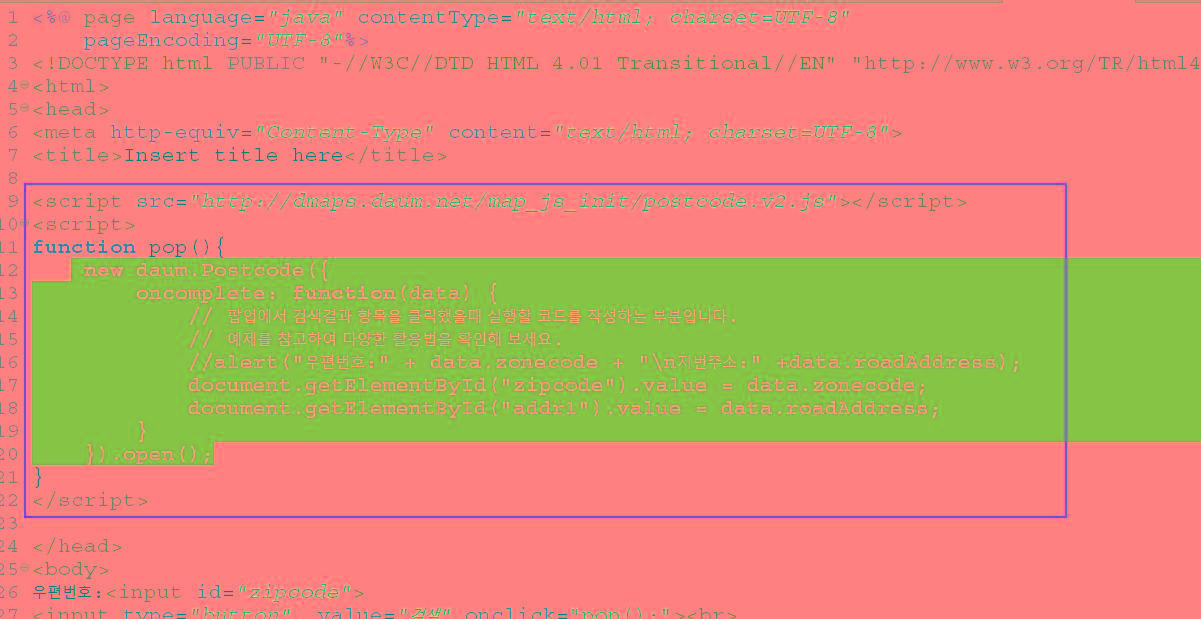 1 <%@ page language="java" contentType="text/html; charset=UTF-8"
2     pageEncoding="UTF-8"%>
3 <!DOCTYPE html PUBLIC "-//W3C//DTD HTML 4.01 Transitional//EN" "http://www.w3.org/TR/html4
4 <html>
5 <head>
6 <meta http-equiv="Content-Type" content="text/html; charset=UTF-8">
7 <title>Insert title here</title>
8
9 <script src="http://dmaps.daum.net/map_js_init/postcode.v2.js"></script>
10 <script>
11 function pop(){
12     new daum.Postcode({
13         oncomplete: function(data) {
14             // 팝업에서 검색결과 항목을 클릭했을때 실행할 코드를 작성하는 부분입니다.
15             // 예제를 참고하여 다양한 활용법을 확인해 보세요.
16             //alert("우편번호:" + data.zonecode + "\n지번주소:" +data.roadAddress);
17             document.getElementById("zipcode").value = data.zonecode;
18             document.getElementById("addr1").value = data.roadAddress;
19         }
20     }).open();
21 }
22 </script>
23
24 </head>
25 <body>
26 우편번호:<input id="zipcode">
27 <input type="button" value="검색" onclick="pop();"><br>